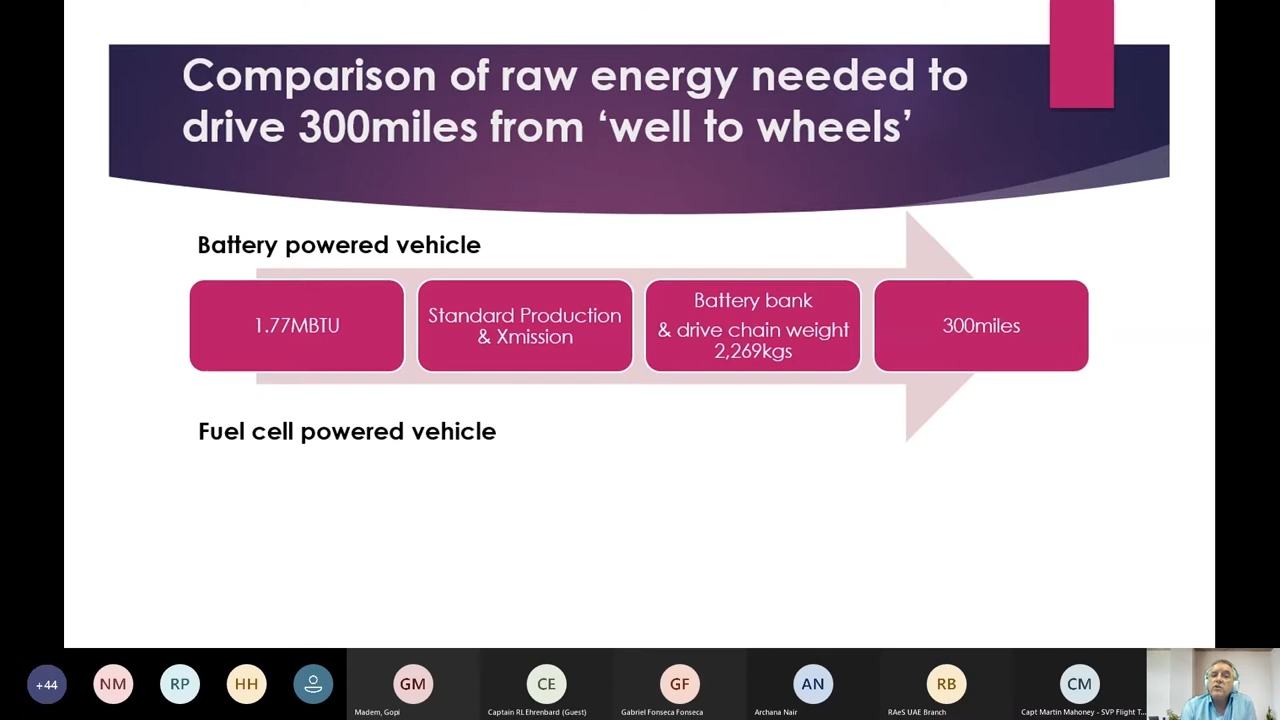 Comparison of raw energy needed to
drive 300miles from ‘well to wheels’
Battery powered vehicle
1.77MBTU
Standard Production
& Xmission
Battery bank
& drive chain weight
2,269kgs
300miles
Fuel cell powered vehicle
+44
NM
RP
HH
GM
Madem, Gopi
CE
Captain RL Ehrenbard (Guest)
GF
Gabriel Fonseca Fonseca
AN
Archana Nair
RB
RAeS UAE Branch
CM
Capt Martin Mahoney - SVP Flight T...